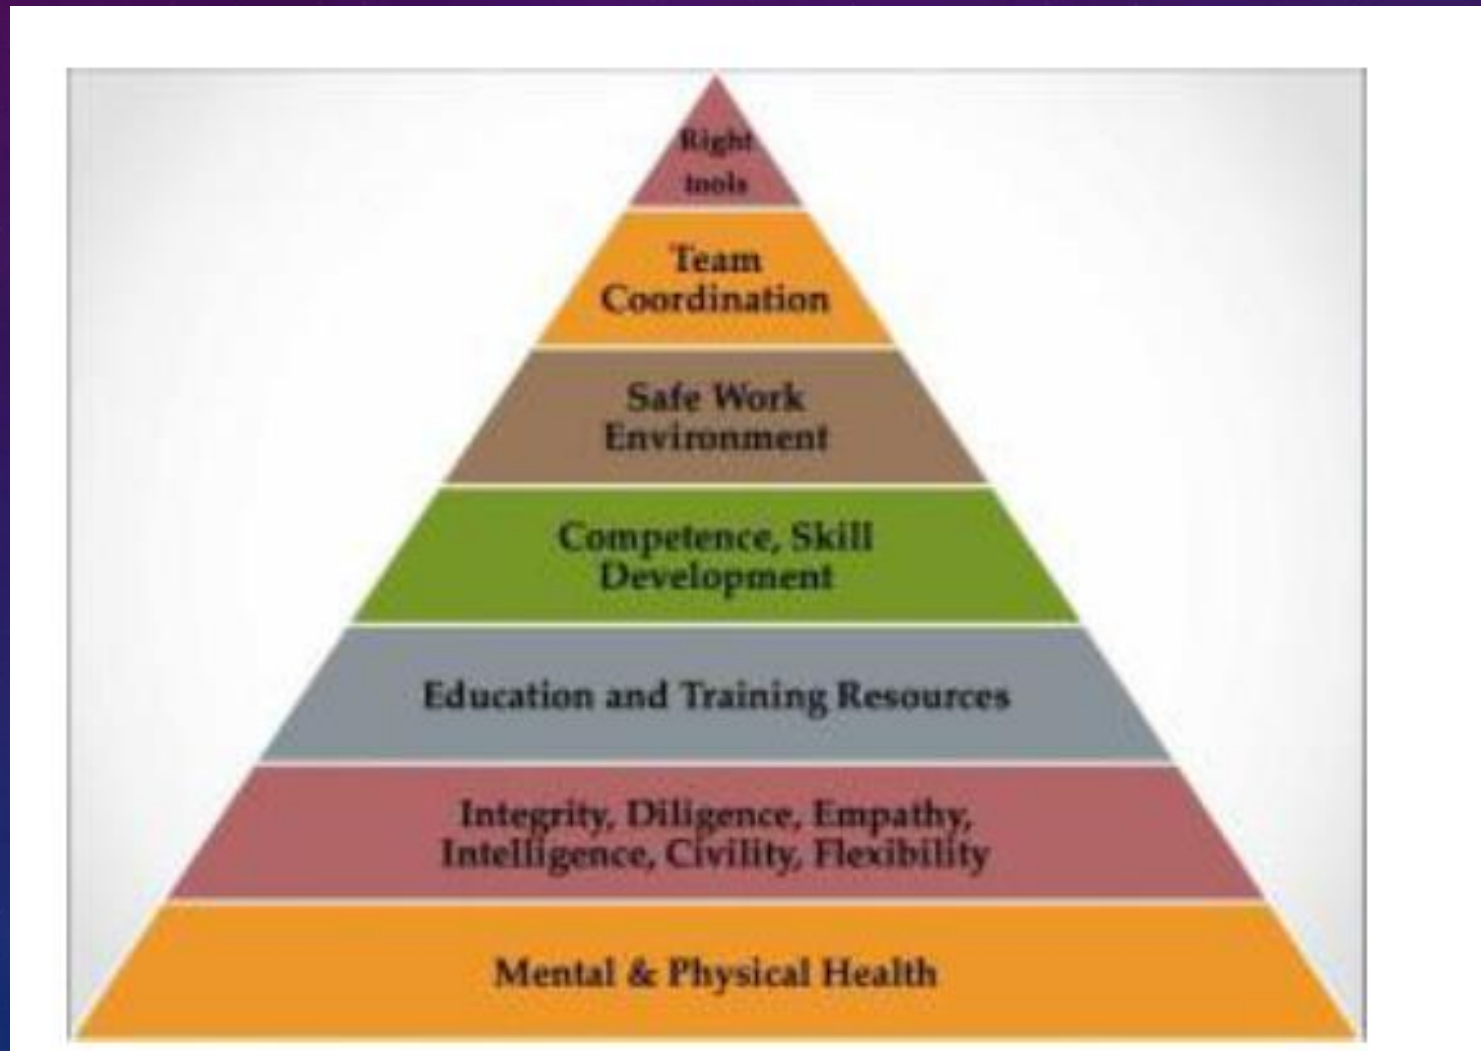 Right
tools
Team
Coordination
Safe Work
Environment
Competence, Skill
Development
Education and Training Resources
Integrity, Diligence, Empathy,
Intelligence, Civility, Flexibility
Mental & Physical Health